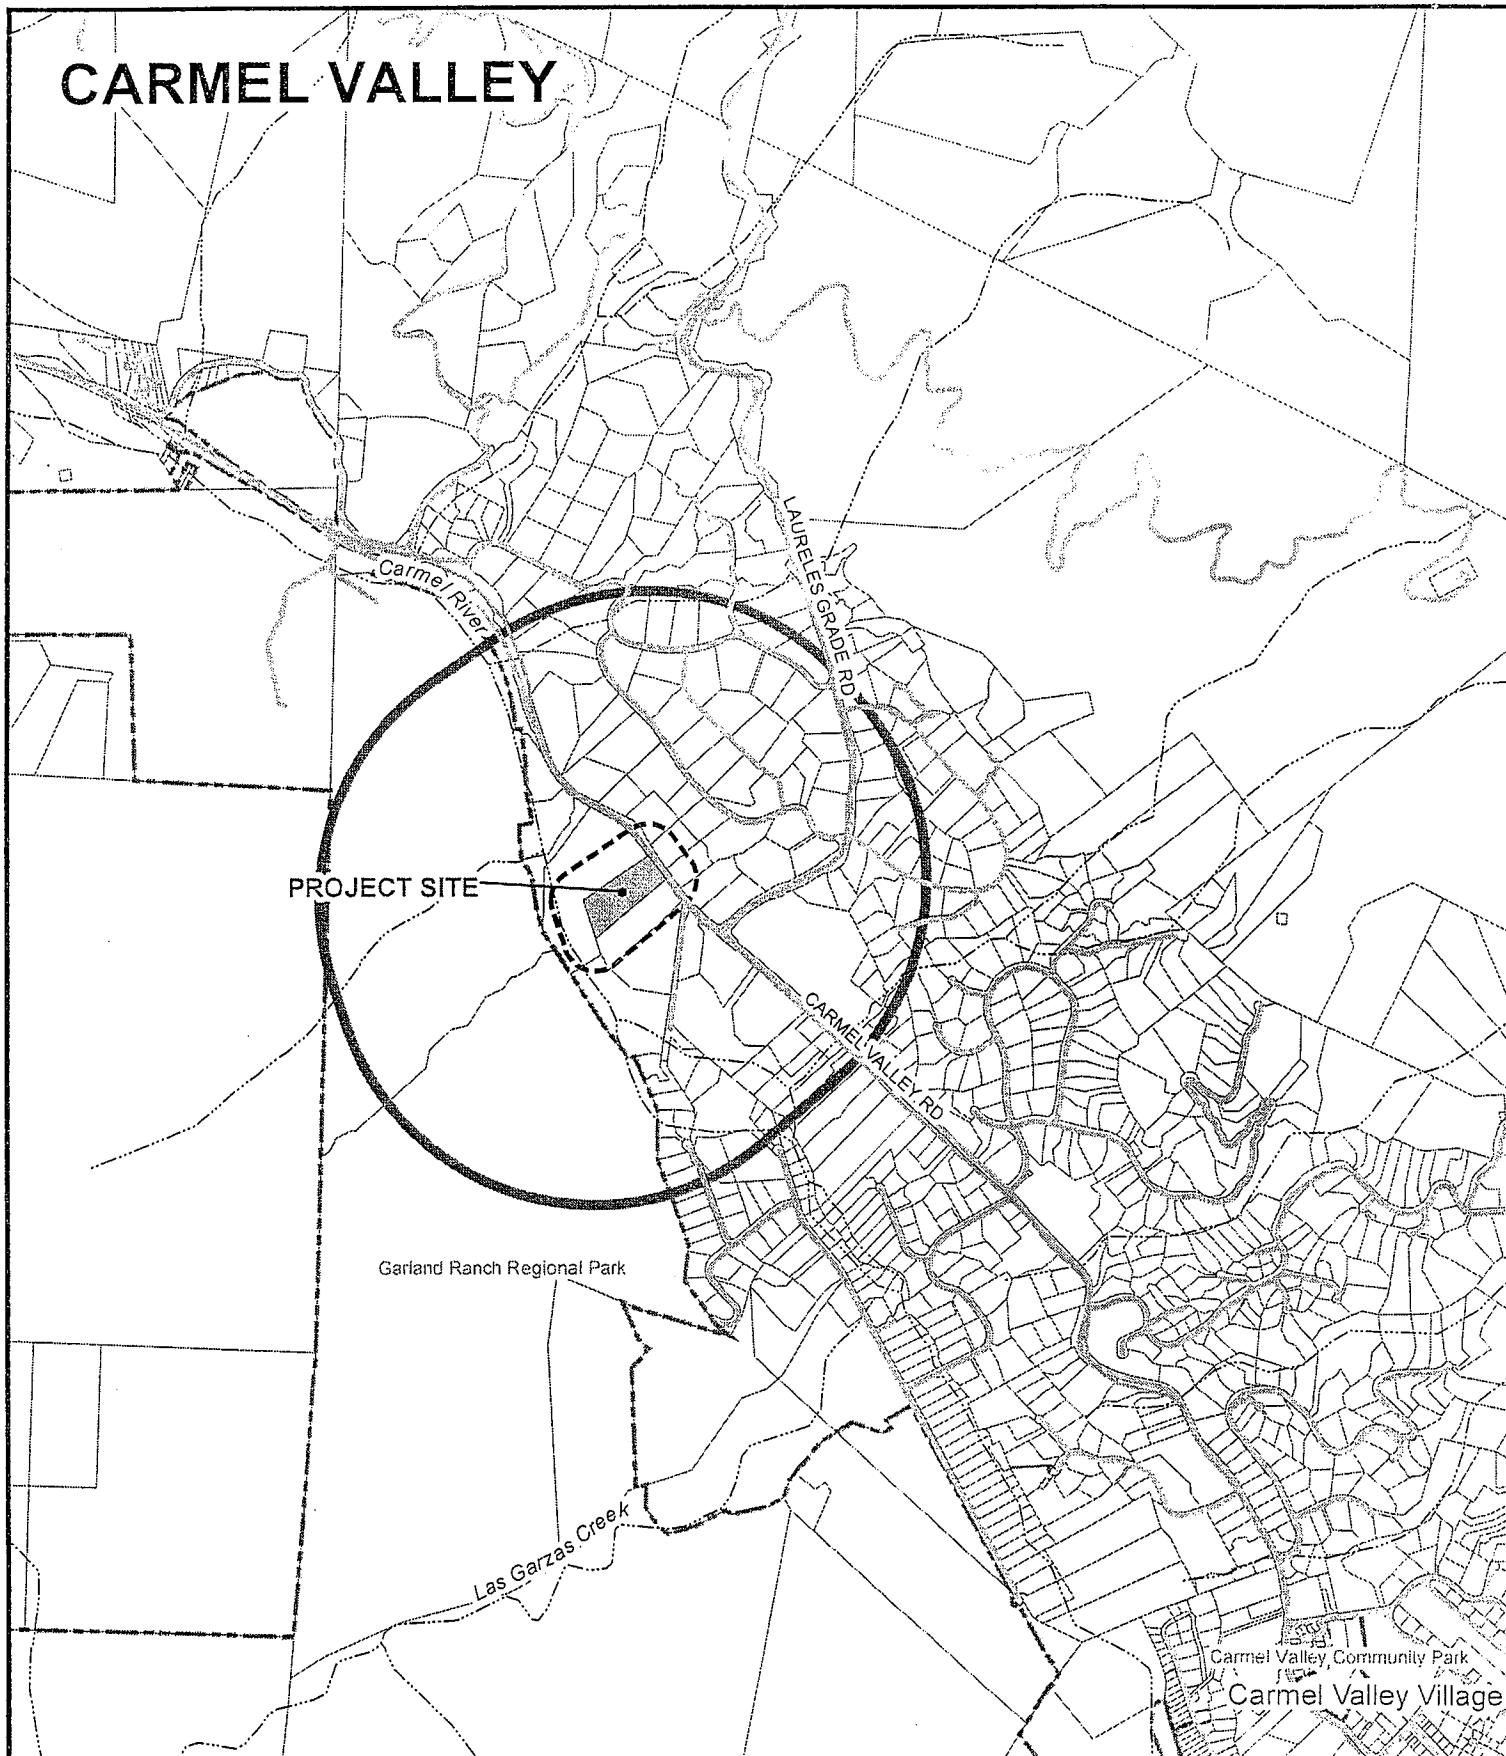 CARMEL VALLEY
LAURELES GRADE RD
Carmel River
PROJECT SITE
CARMEL VALLEY RD
Garland Ranch Regional Park
Las Garzas Creek
Carmel Valley Community Park
Carmel Valley Village